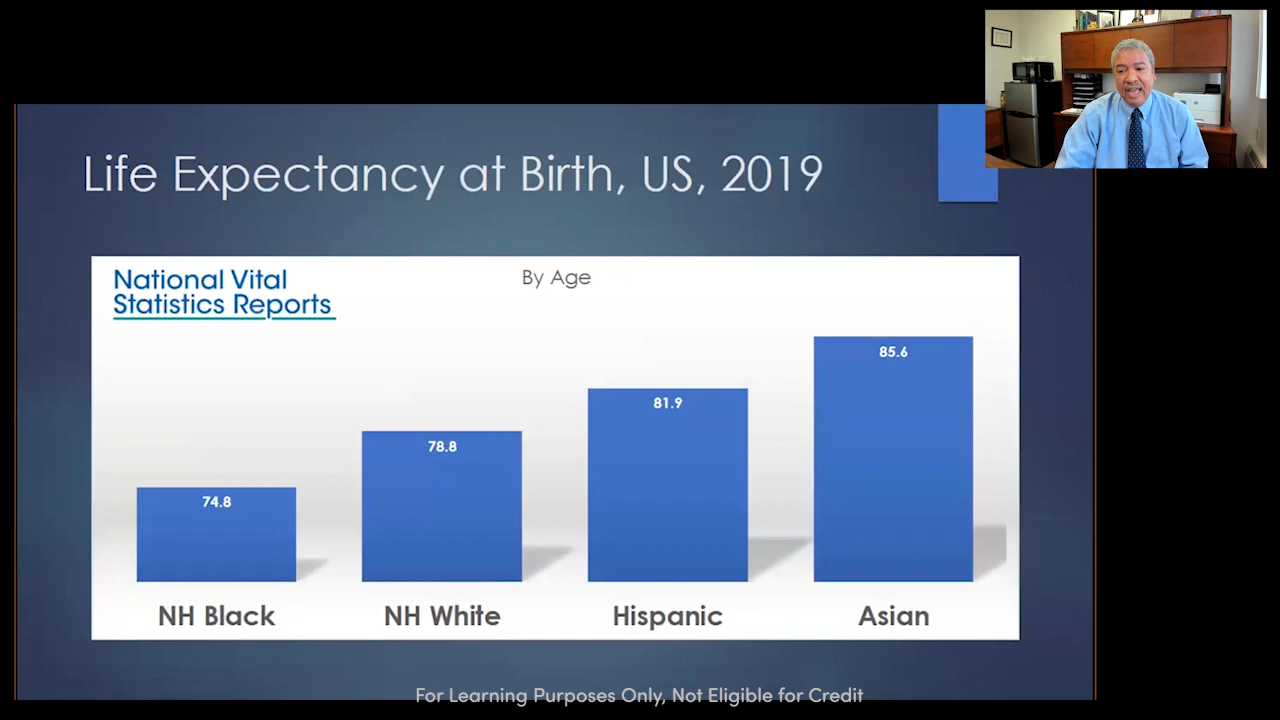 Life Expectancy at Birth, US, 2019
National Vital
Statistics Reports
By Age
74.8
78.8
81.9
85.6
NH Black
NH White
Hispanic
Asian
For Learning Purposes Only, Not Eligible for Credit